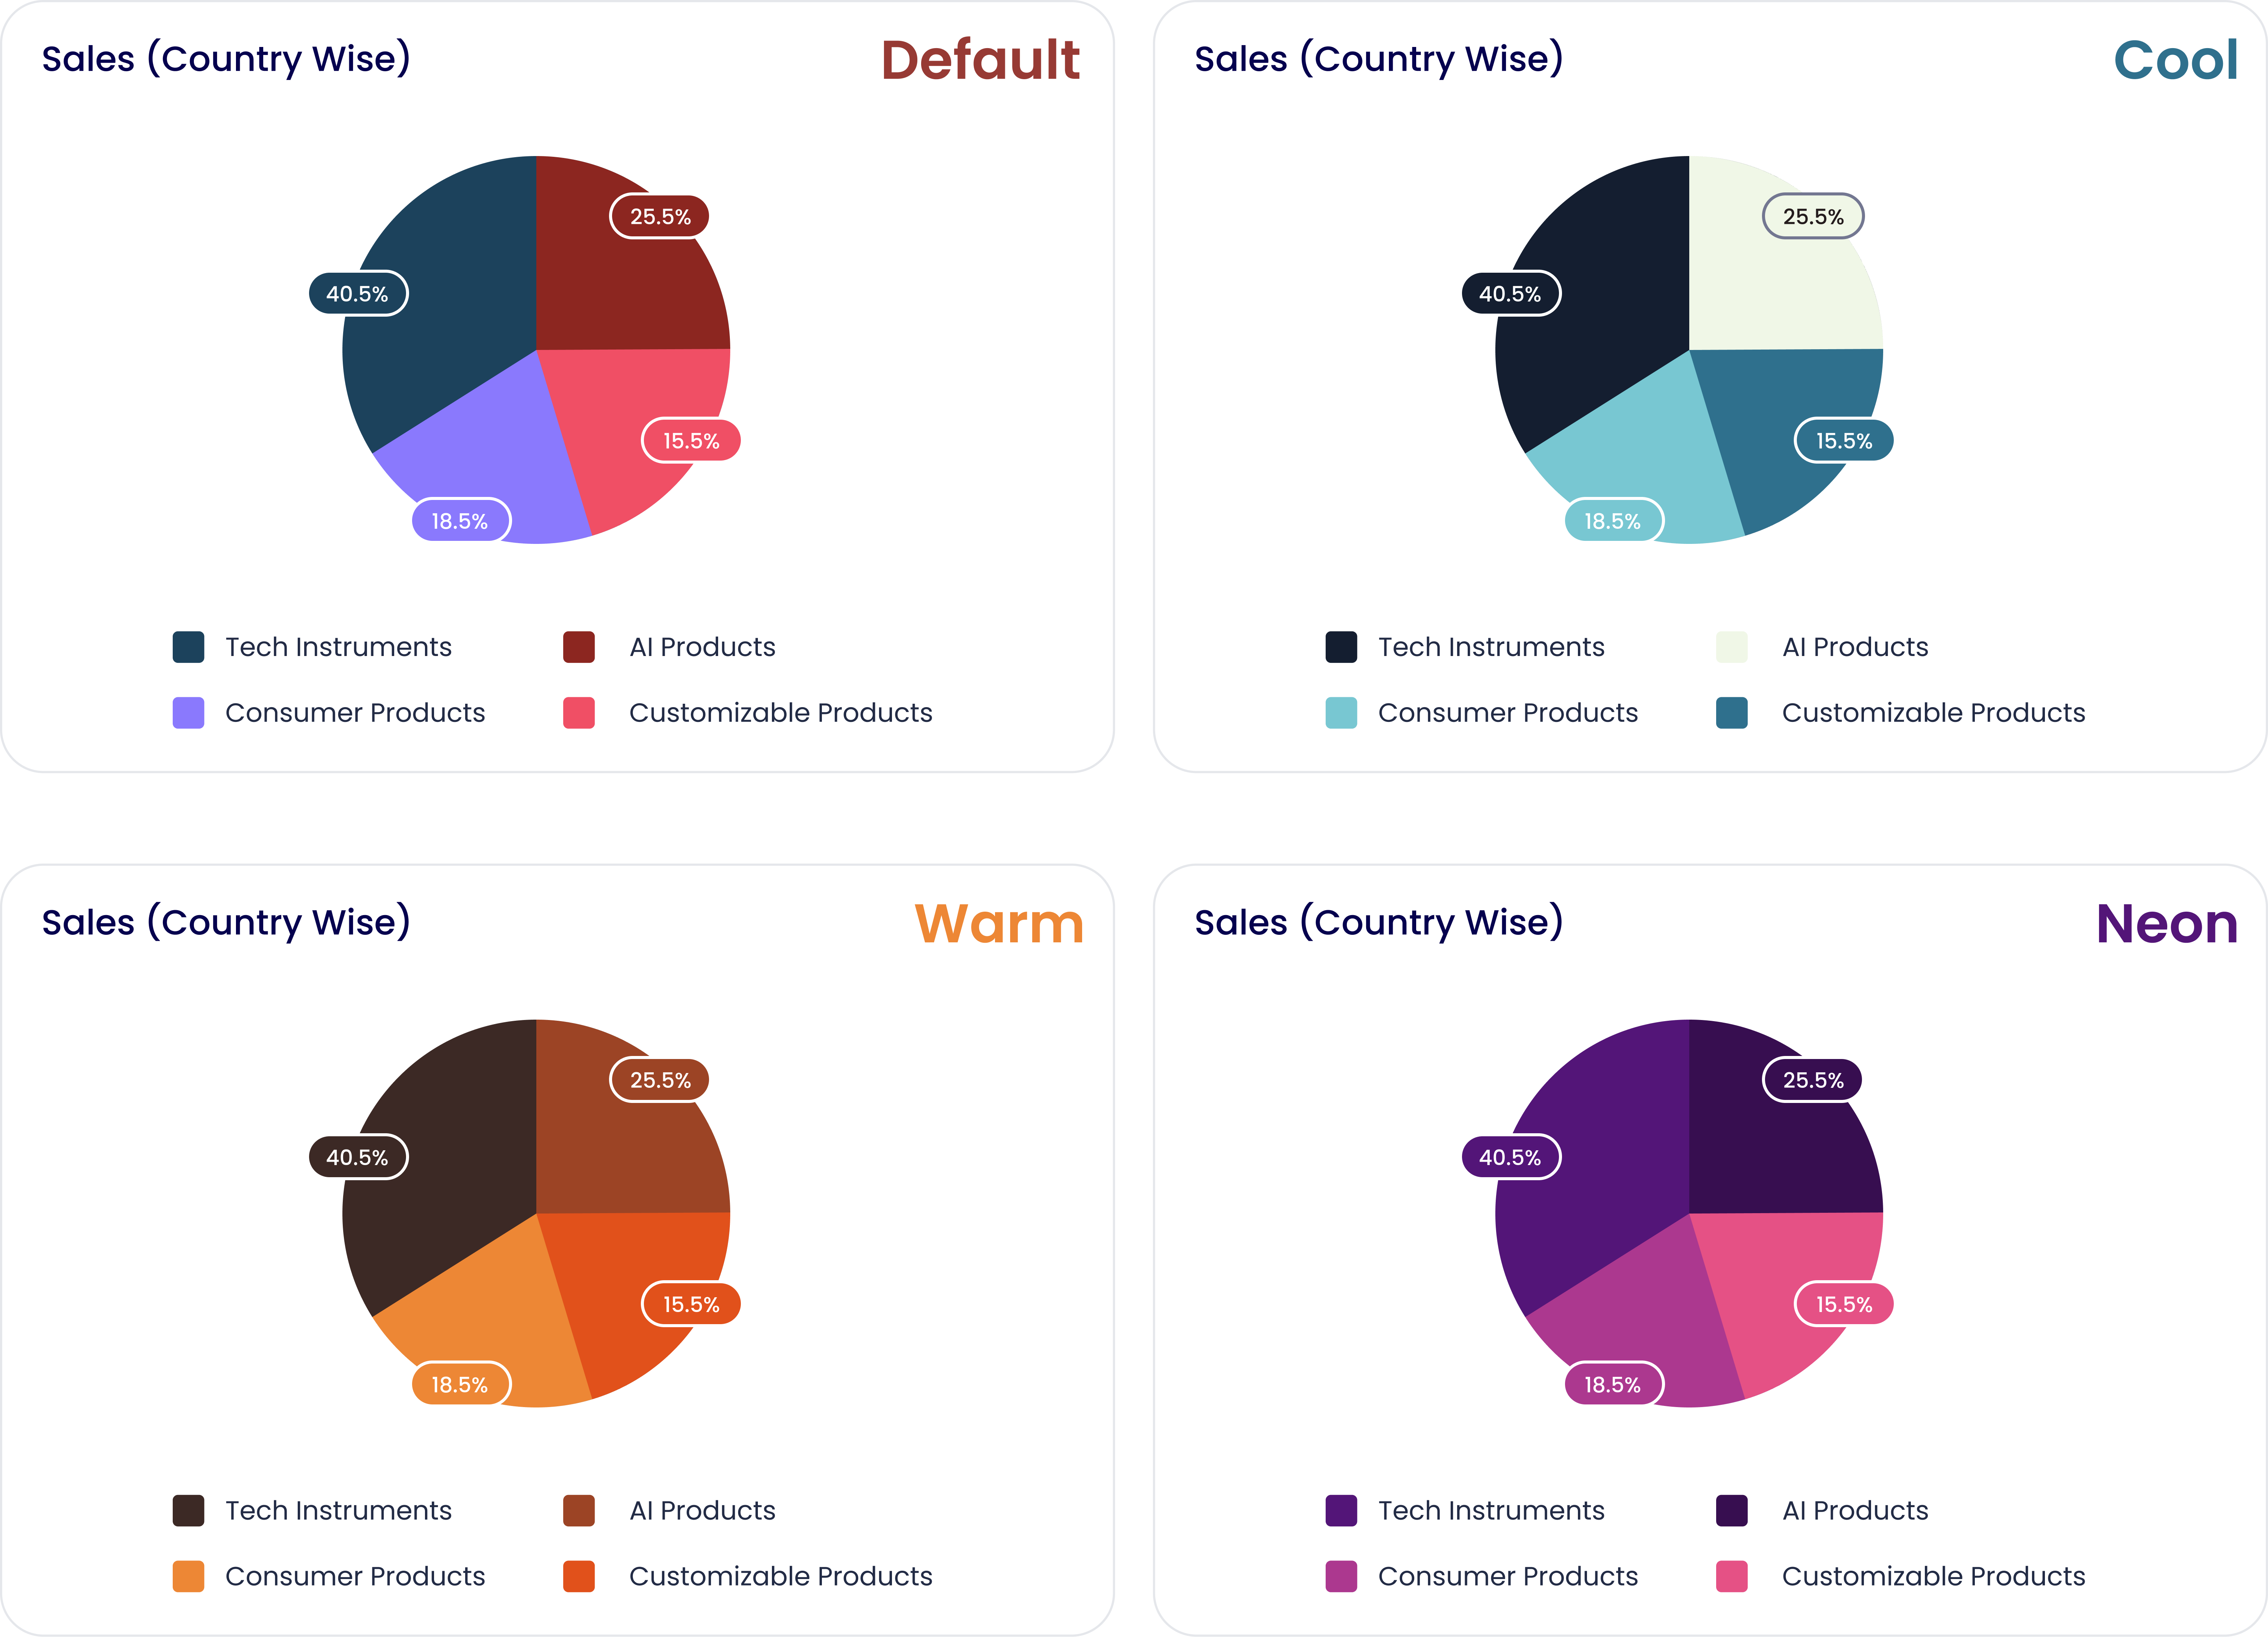 Sales (Country Wise)
Default
25.5%
40.5%
15.5%
18.5%
Tech Instruments
AI Products
Consumer Products
Customizable Products
Sales (Country Wise)
Cool
25.5%
40.5%
15.5%
18.5%
Tech Instruments
AI Products
Consumer Products
Customizable Products
Sales (Country Wise)
Warm
25.5%
40.5%
15.5%
18.5%
Tech Instruments
AI Products
Consumer Products
Customizable Products
Sales (Country Wise)
Neon
25.5%
40.5%
15.5%
18.5%
Tech Instruments
AI Products
Consumer Products
Customizable Products